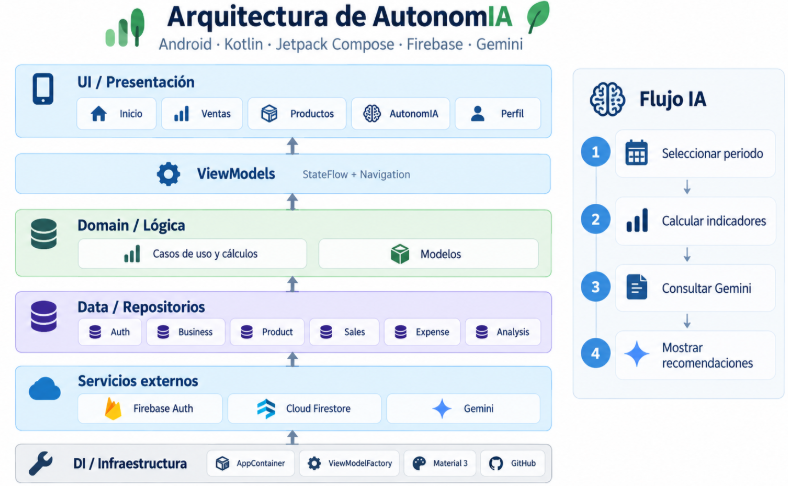 Arquitectura de AutonomIA
Android · Kotlin · Jetpack Compose · Firebase · Gemini
UI / Presentación
Inicio
Ventas
Productos
AutonomIA
Perfil
ViewModels
StateFlow + Navigation
Domain / Lógica
Casos de uso y cálculos
Modelos
Data / Repositorios
Auth
Business
Product
Sales
Expense
Analysis
Servicios externos
Firebase Auth
Cloud Firestore
Gemini
DI / Infraestructura
AppContainer
ViewModelFactory
Material 3
GitHub
Flujo IA
1
Seleccionar periodo
2
Calcular indicadores
3
Consultar Gemini
4
Mostrar
recomendaciones